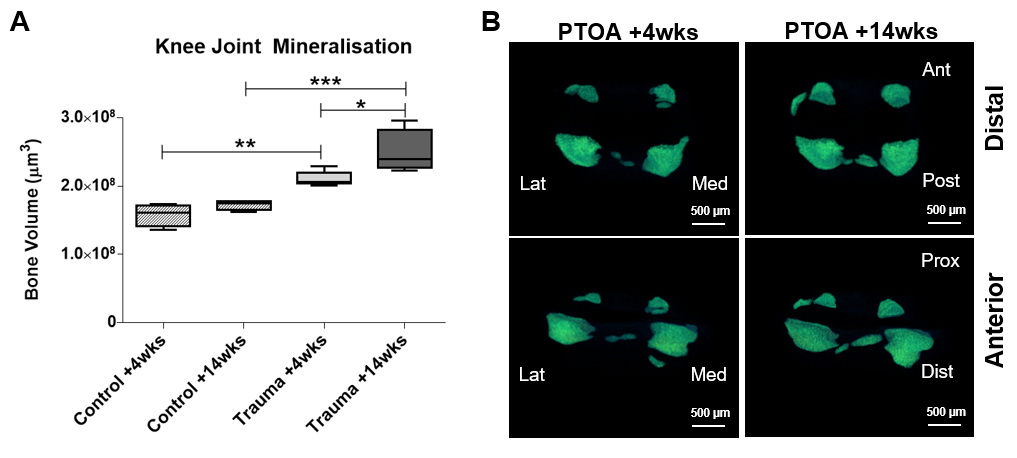 A
Knee Joint Mineralisation
***
*
**
Bone Volume (μm³)
3.0×10⁸
2.0×10⁸
1.0×10⁸
0
Control +4wks
Control +14wks
Trauma +4wks
Trauma +14wks
B
PTOA +4wks
PTOA +14wks
Lat
Med
500 μm
Ant
Post
500 μm
Distal
Lat
Med
500 μm
Prox
Dist
500 μm
Anterior